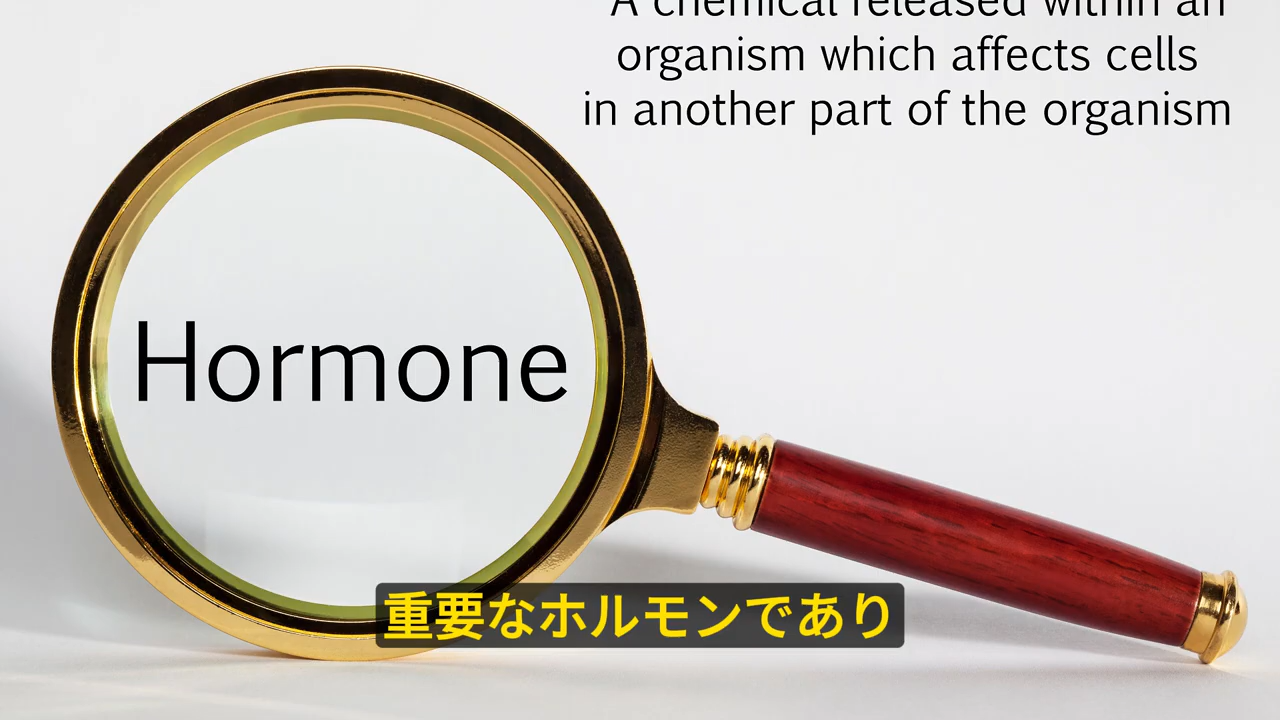 A chemical released within an
organism which affects cells
in another part of the organism
Hormone
重要なホルモンであり